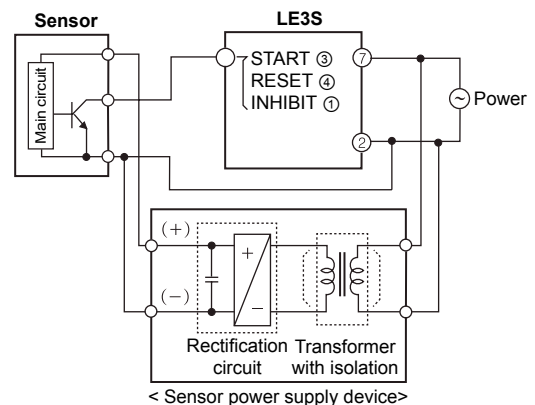 Sensor
LE3S
Main circuit
START ③
RESET ④
INHIBIT ①
⑦
②
~
Power
(+)
(−)
+
−
Rectification
circuit
Transformer
with isolation
< Sensor power supply device>